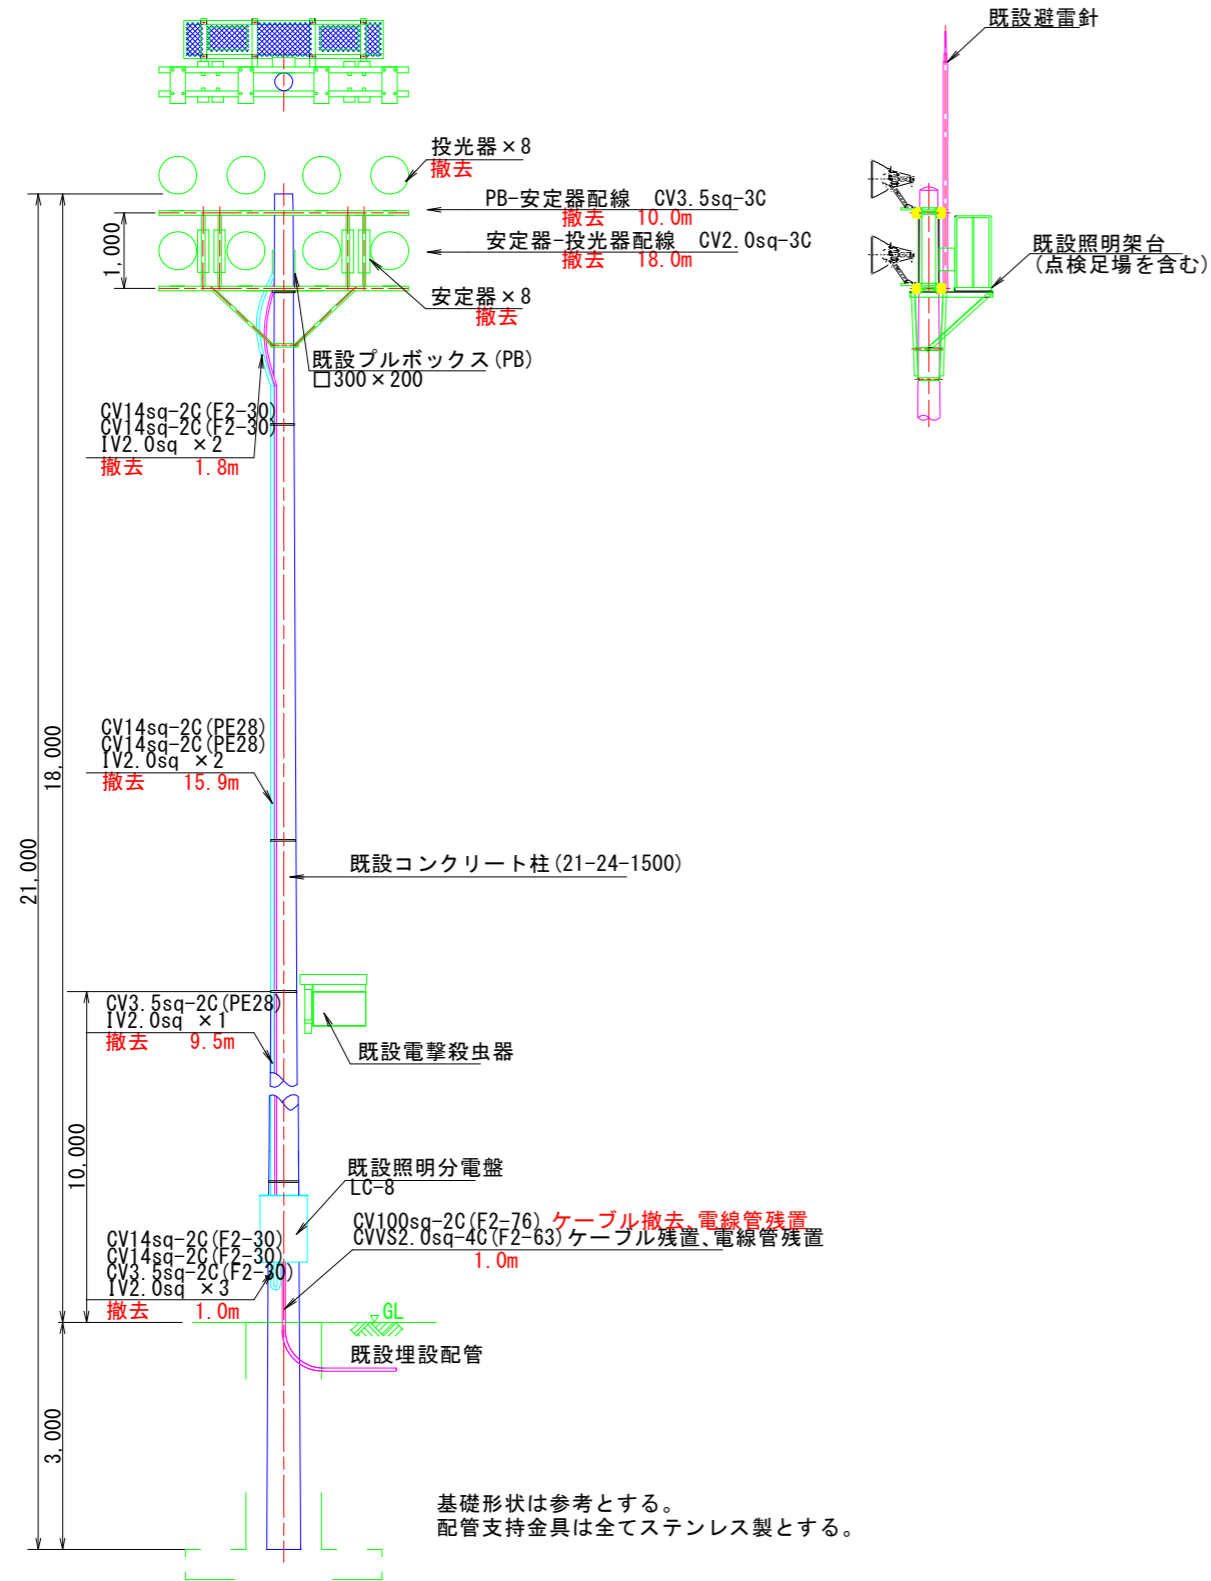 既設避雷針
投光器×8
撤去
PB-安定器配線 CV3.5sq-3C
撤去 10.0m
安定器-投光器配線 CV2.0sq-3C
撤去 18.0m
既設照明架台
(点検足場を含む)
1,000
安定器×8
撤去
既設プルボックス(PB)
□300×200
CV14sq-2C(F2-30)
CV14sq-2C(F2-30)
IV2.0sq ×2
撤去 1.8m
CV14sq-2C(PE28)
CV14sq-2C(PE28)
IV2.0sq ×2
撤去 15.9m
18,000
21,000
既設コンクリート柱(21-24-1500)
CV3.5sq-2C(PE28)
IV2.0sq ×1
撤去 9.5m
既設電撃殺虫器
10,000
既設照明分電盤
LC-8
CV100sq-2C(F2-76) ケーブル撤去、電線管残置
CVVS2.0sq-4C(F2-63)ケーブル残置、電線管残置
1.0m
CV14sq-2C(F2-30)
CV14sq-2C(F2-30)
CV3.5sq-2C(F2-30)
IV2.0sq ×3
撤去 1.0m
GL
既設埋設配管
3,000
基礎形状は参考とする。
配管支持金具は全てステンレス製とする。